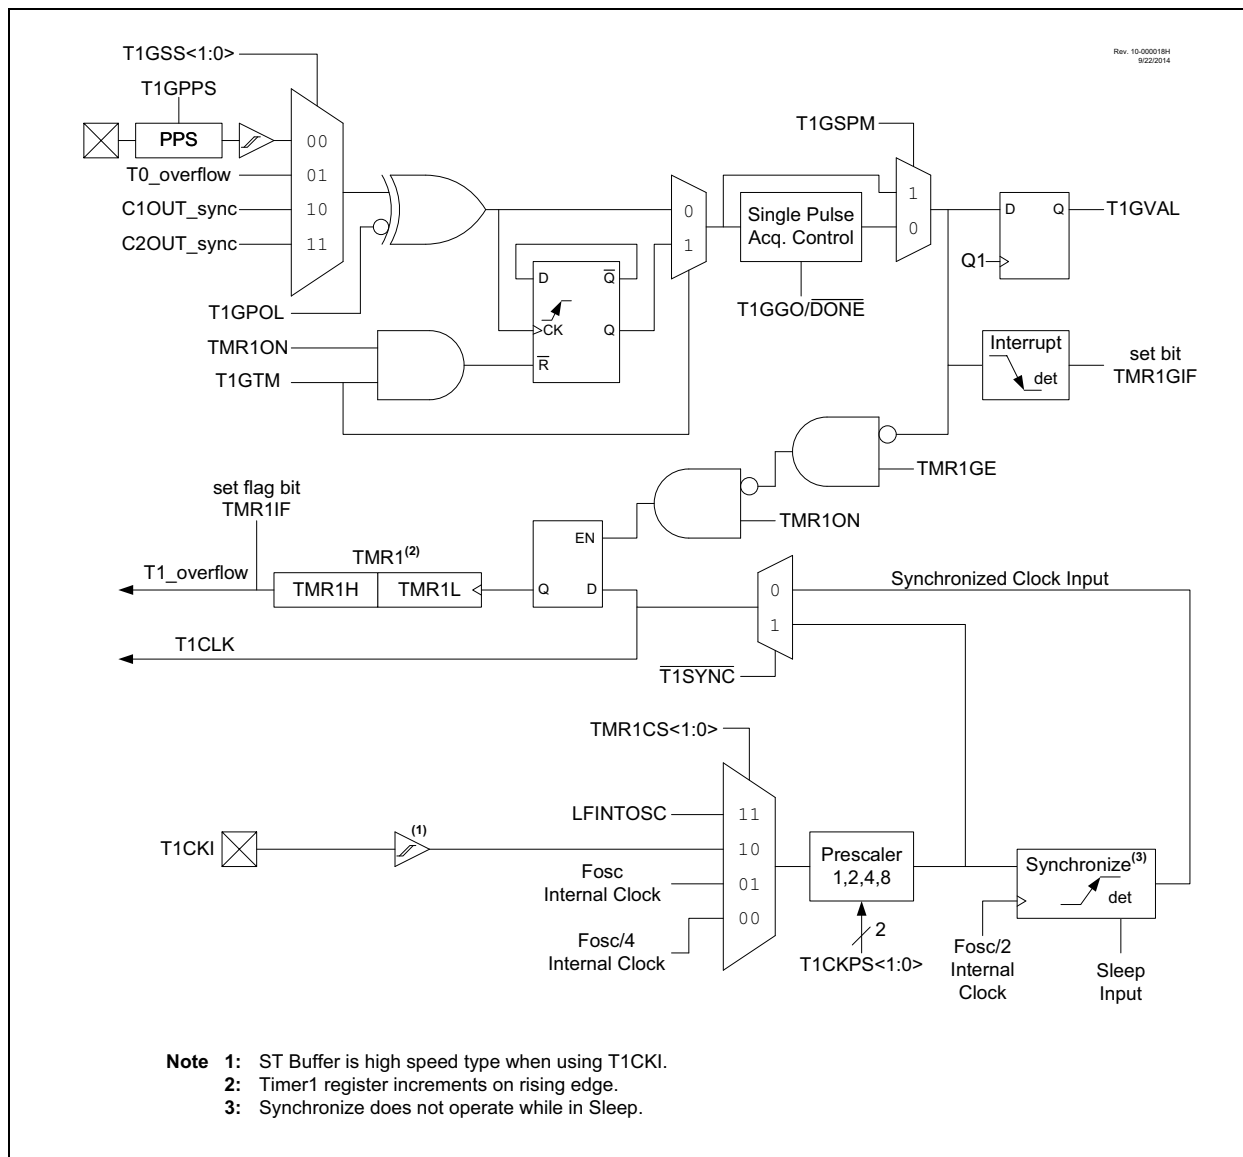 T1GSS<1:0>
Rev. 10-000018H
9/22/2014
T1GPPS
T1GSPM
PPS
00
T0_overflow
01
C1OUT_sync
10
C2OUT_sync
11
0
1
Single Pulse
Acq. Control
1
0
D
Q
T1GVAL
Q1
D
Q
CK
Q
R
T1GPOL
T1GGO/DONE
TMR1ON
T1GTM
Interrupt
det
set bit
TMR1GIF
TMR1GE
set flag bit
TMR1IF
TMR1ON
EN
TMR1(2)
T1_overflow
TMR1H
TMR1L
Q
D
0
1
Synchronized Clock Input
T1CLK
T1SYNC
TMR1CS<1:0>
LFINTOSC
11
T1CKI
(1)
10
Fosc
Internal Clock
01
Fosc/4
Internal Clock
00
Prescaler
1,2,4,8
2
T1CKPS<1:0>
Synchronize(3)
det
Fosc/2
Internal
Clock
Sleep
Input
Note 1: ST Buffer is high speed type when using T1CKI.
2: Timer1 register increments on rising edge.
3: Synchronize does not operate while in Sleep.